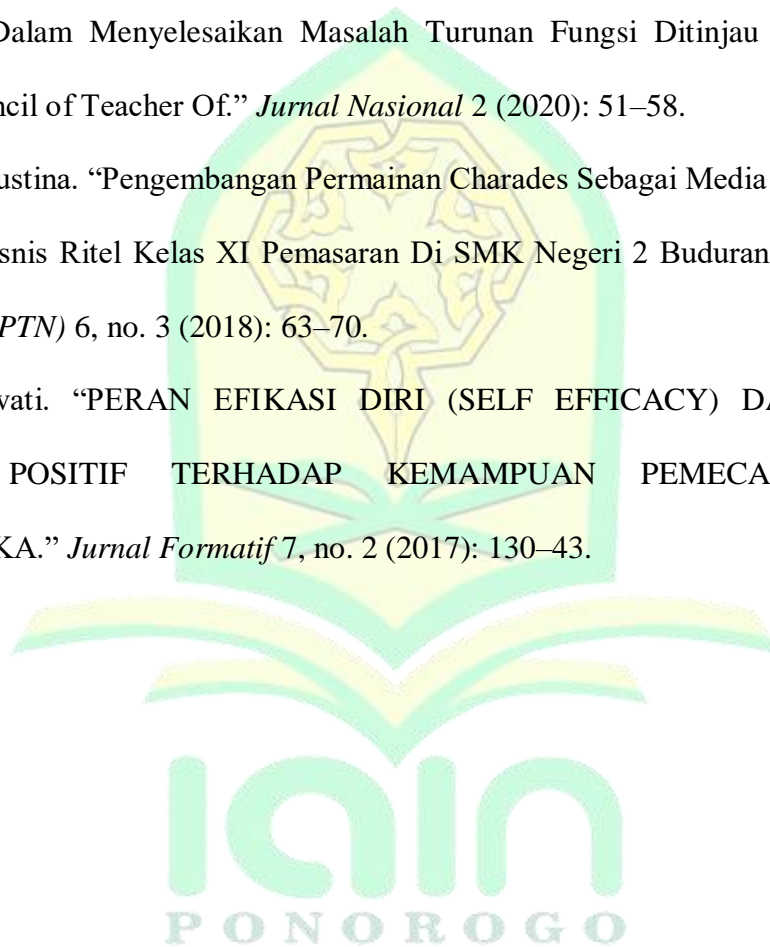 Dalam Menyelesaikan Masalah Turunan Fungsi Ditinjau
ncil of Teacher Of.” Jurnal Nasional 2 (2020): 51–58.
ustina. “Pengembangan Permainan Charades Sebagai Media
snis Ritel Kelas XI Pemasaran Di SMK Negeri 2 Buduran
PTN) 6, no. 3 (2018): 63–70.
wati. “PERAN EFIKASI DIRI (SELF EFFICACY) DA
POSITIF TERHADAP KEMAMPUAN PEMECA
KA.” Jurnal Formatif 7, no. 2 (2017): 130–43.
iain
PONOROGO